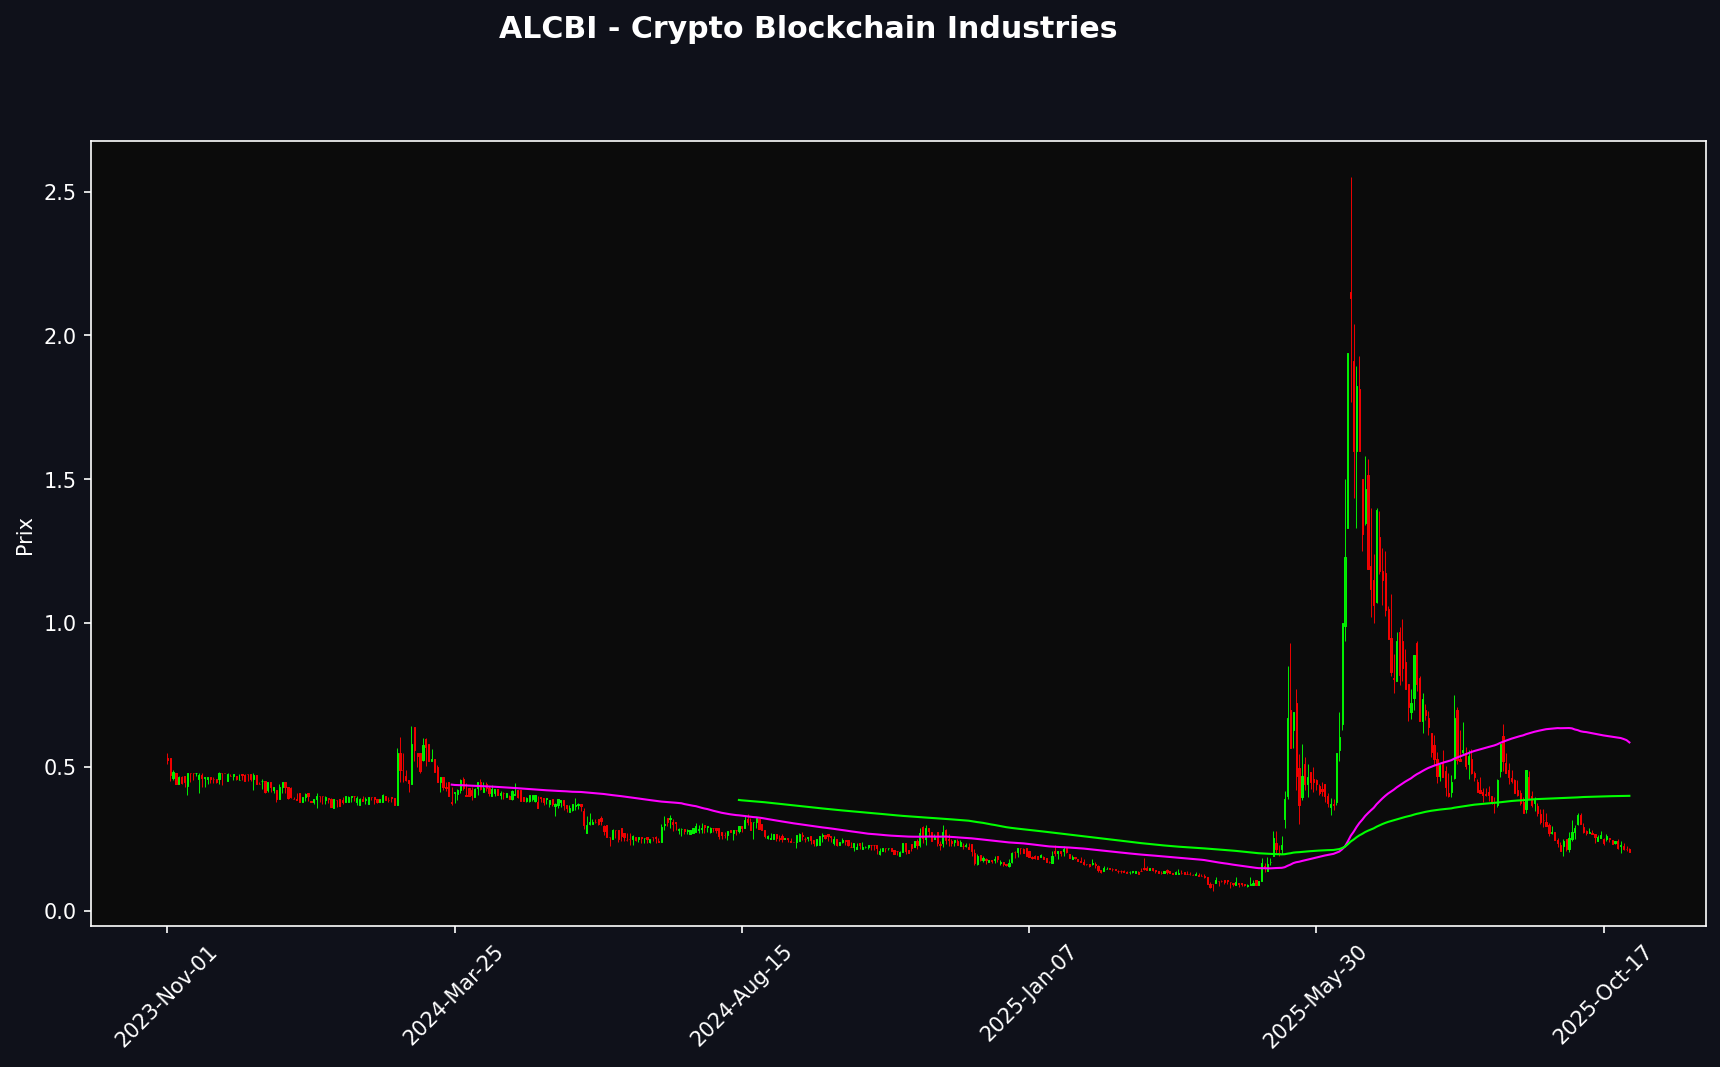 ALCBI - Crypto Blockchain Industries
Prix
2.5
2.0
1.5
1.0
0.5
0.0
2023-Nov-01
2024-Mar-25
2024-Aug-15
2025-Jan-07
2025-May-30
2025-Oct-17